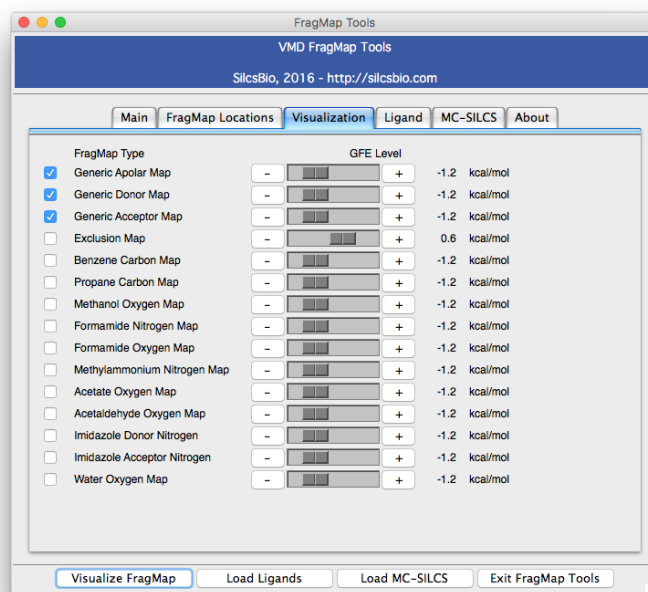 FragMap Tools
VMD FragMap Tools
SilcsBio, 2016 - http://silcsbio.com
Main FragMap Locations Visualization Ligand MC-SILCS About
FragMap Type GFE Level
Generic Apolar Map - + -1.2 kcal/mol
Generic Donor Map - + -1.2 kcal/mol
Generic Acceptor Map - + -1.2 kcal/mol
Exclusion Map - + 0.6 kcal/mol
Benzene Carbon Map - + -1.2 kcal/mol
Propane Carbon Map - + -1.2 kcal/mol
Methanol Oxygen Map - + -1.2 kcal/mol
Formamide Nitrogen Map - + -1.2 kcal/mol
Formamide Oxygen Map - + -1.2 kcal/mol
Methylammonium Nitrogen Map - + -1.2 kcal/mol
Acetate Oxygen Map - + -1.2 kcal/mol
Acetaldehyde Oxygen Map - + -1.2 kcal/mol
Imidazole Donor Nitrogen - + -1.2 kcal/mol
Imidazole Acceptor Nitrogen - + -1.2 kcal/mol
Water Oxygen Map - + -1.2 kcal/mol
Visualize FragMap Load Ligands Load MC-SILCS Exit FragMap Tools